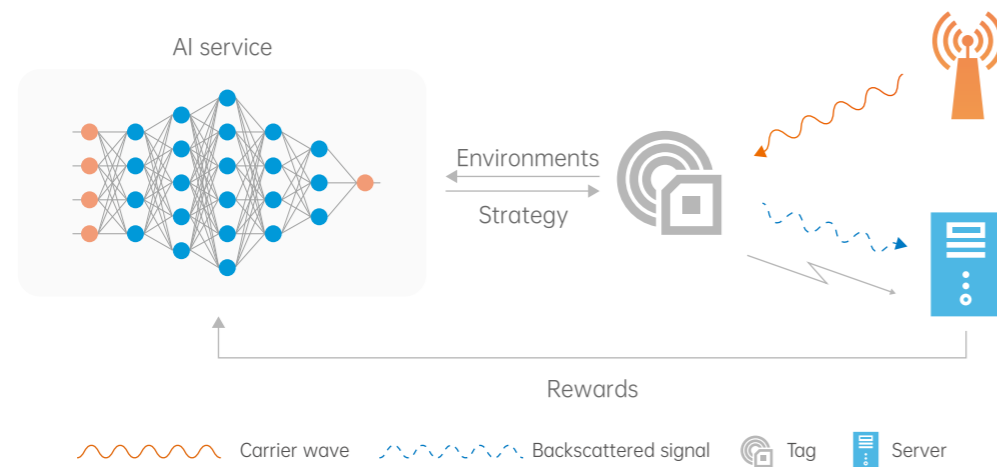 AI service
Environments
Strategy
Rewards
Carrier wave
Backscattered signal
Tag
Server